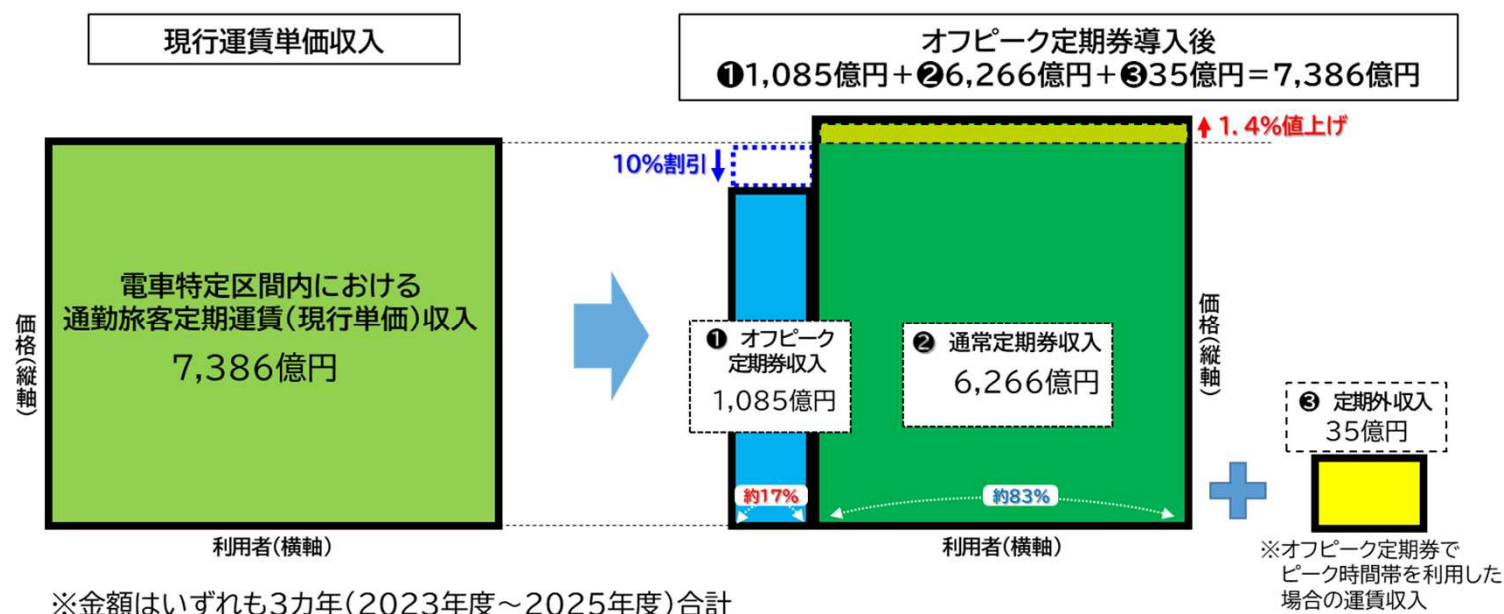 現行運賃単価収入
オフピーク定期券導入後
❶1,085億円+❷6,266億円+❸35億円=7,386億円
1.4%値上げ
10%割引
電車特定区間内における
通勤旅客定期運賃(現行単価)収入
7,386億円
価格(縦軸)
利用者(横軸)
❶ オフピーク
定期券収入
1,085億円
❷ 通常定期券収入
6,266億円
約17%
約83%
価格(縦軸)
利用者(横軸)
❸ 定期外収入
35億円
※オフピーク定期券で
ピーク時間帯を利用した
場合の運賃収入
※金額はいずれも3カ年(2023年度~2025年度)合計